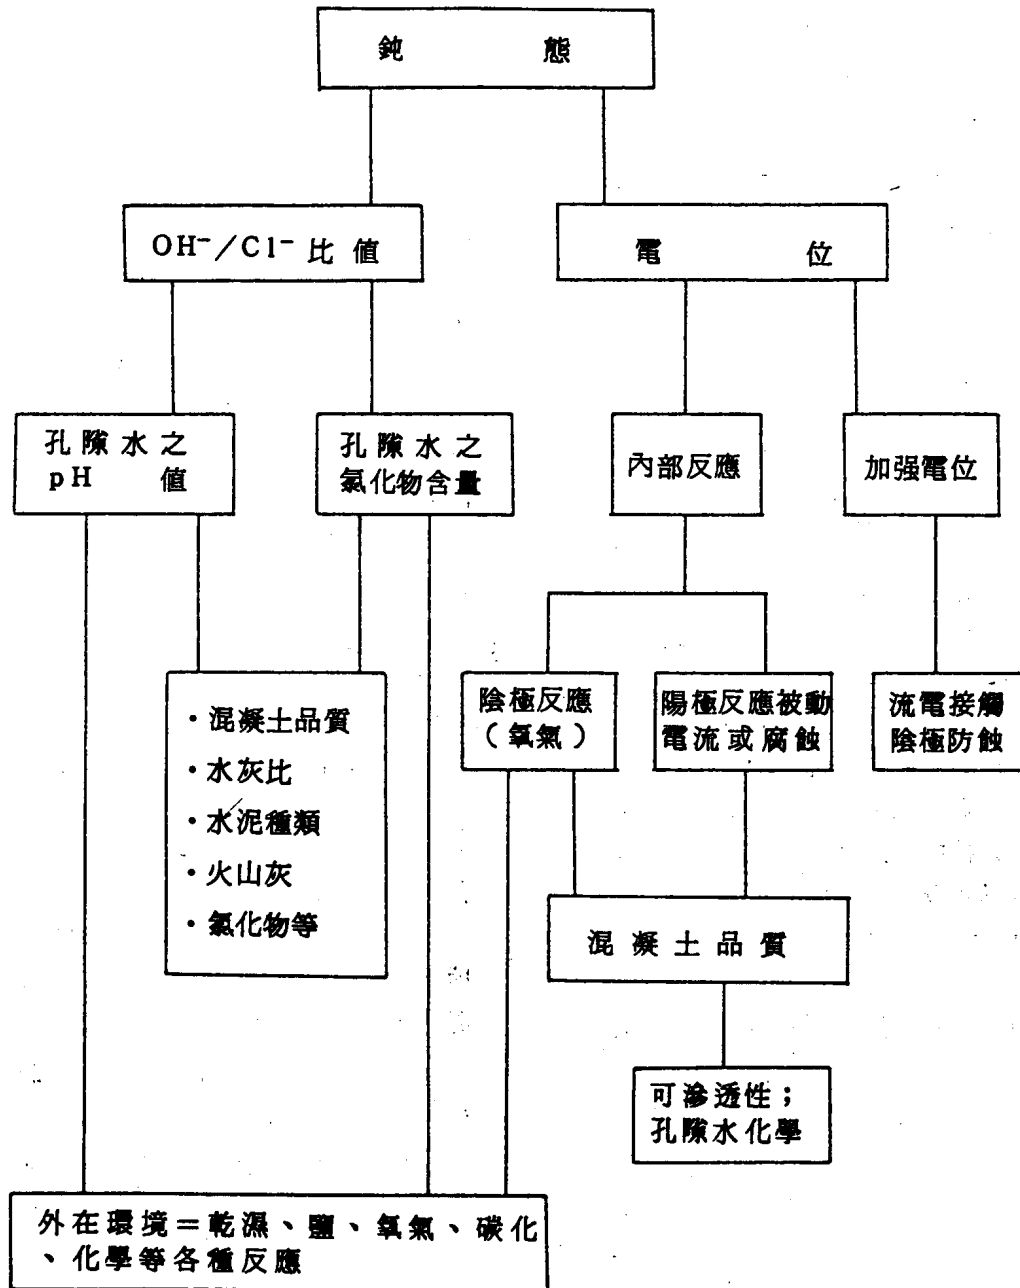 鈍態
OH⁻/Cl⁻比值
電位
孔隙水之
pH 值
孔隙水之
氯化物含量
內部反應
加强電位
・混凝土品質
・水灰比
・水泥種類
・火山灰
・氯化物等
陰極反應
(氧氣)
陽極反應被動
電流或腐蝕
流電接觸
陰極防蝕
混凝土品質
可滲透性；
孔隙水化學
外在環境＝乾濕、鹽、氧氣、碳化
、化學等各種反應